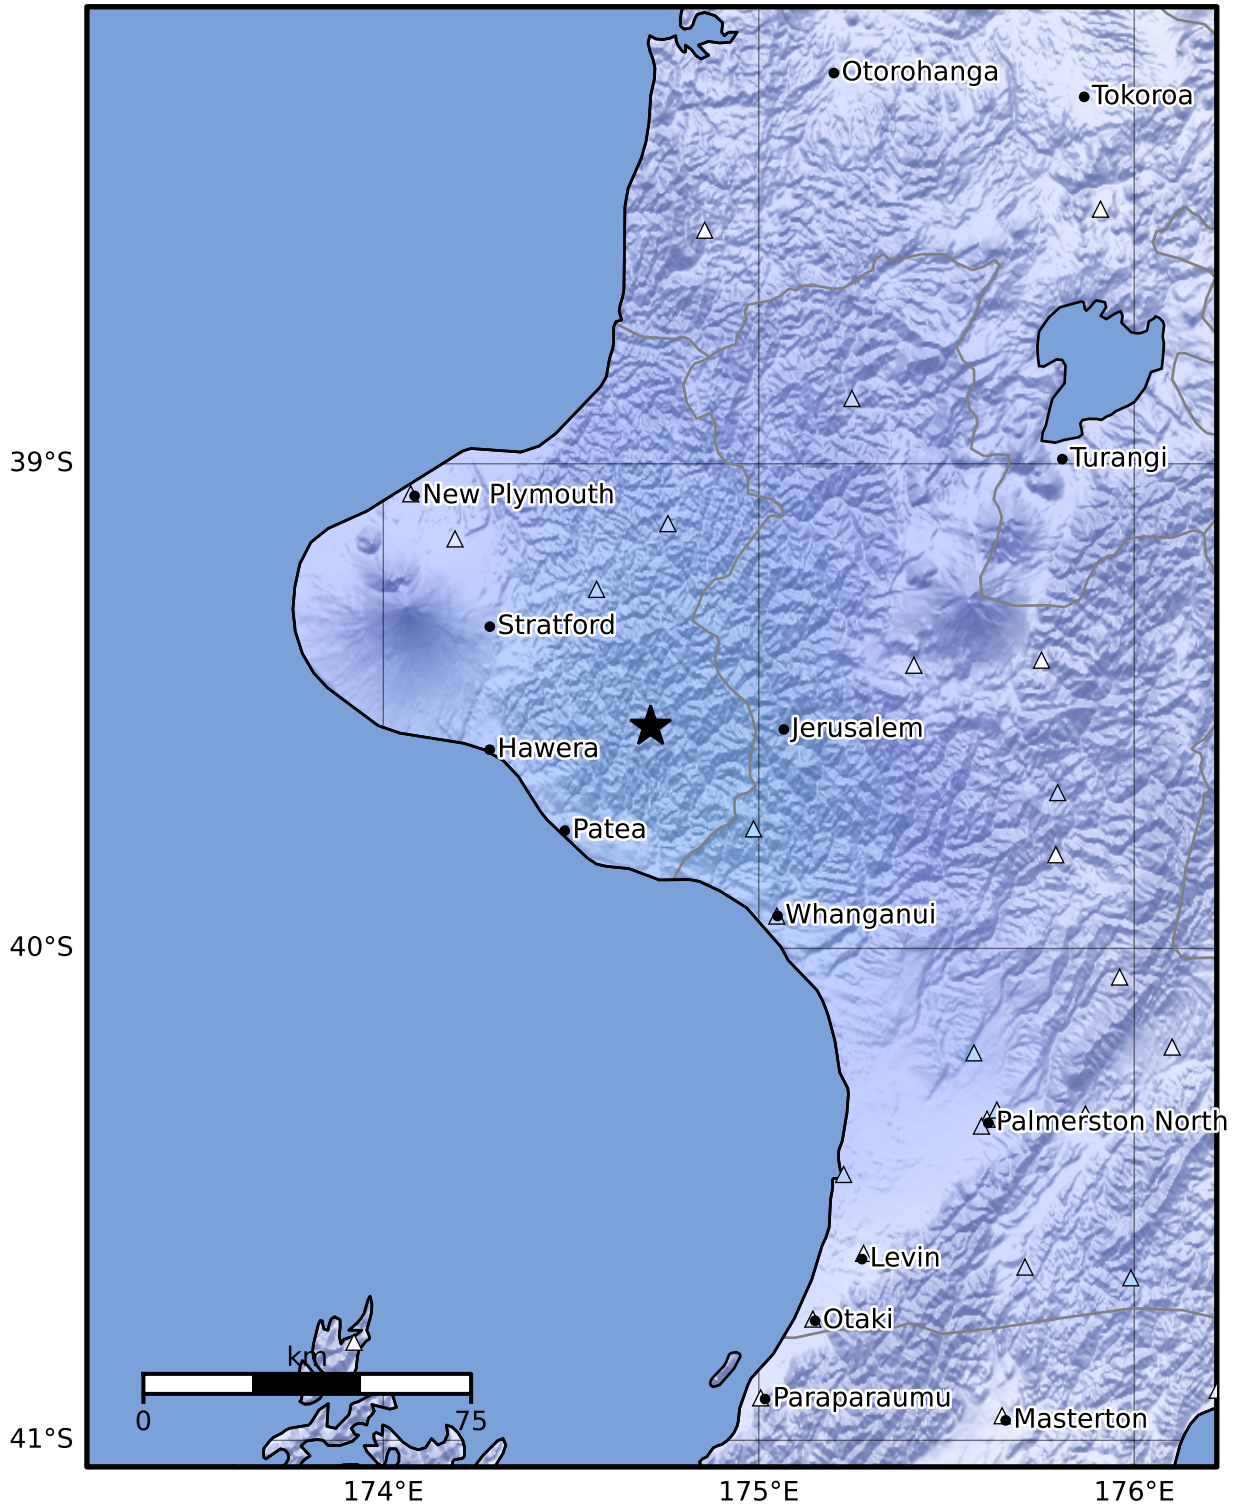 Otorohanga
Tokoroa
39°S
Turangi
New Plymouth
Stratford
Jerusalem
Hawera
Patea
Whanganui
40°S
Palmerston North
Levin
Otaki
km
Paraparaumu
0
75
Masterton
41°S
174°E
175°E
176°E